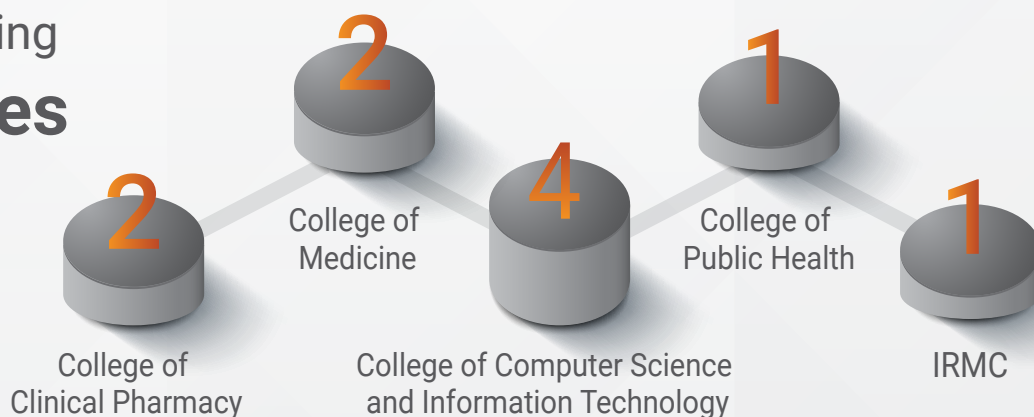 ing
es
2
College of
Clinical Pharmacy
2
College of
Medicine
4
College of Computer Science
and Information Technology
1
College of
Public Health
1
IRMC